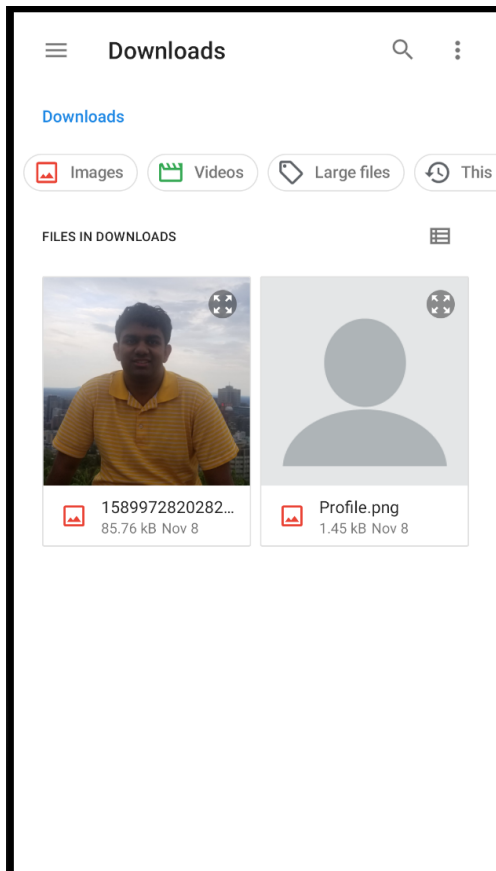 Downloads
Downloads
Images Videos Large files This
FILES IN DOWNLOADS
1589972820282... Profile.png
85.76 kB Nov 8 1.45 kB Nov 8